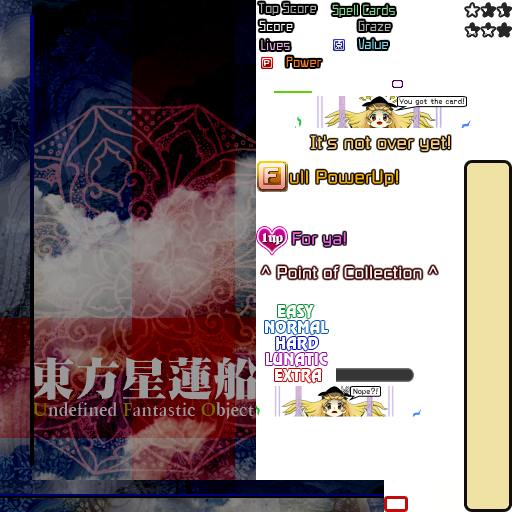 Top Score
Spell Cards
Score
Graze
Lives
Value
P Power
You got the card!
It's not over yet!
Full PowerUp!
1up For ya!
^ Point of Collection ^
EASY
NORMAL
HARD
LUNATIC
EXTRA
Nope?!
東方星蓮船
Undefined Fantastic Object